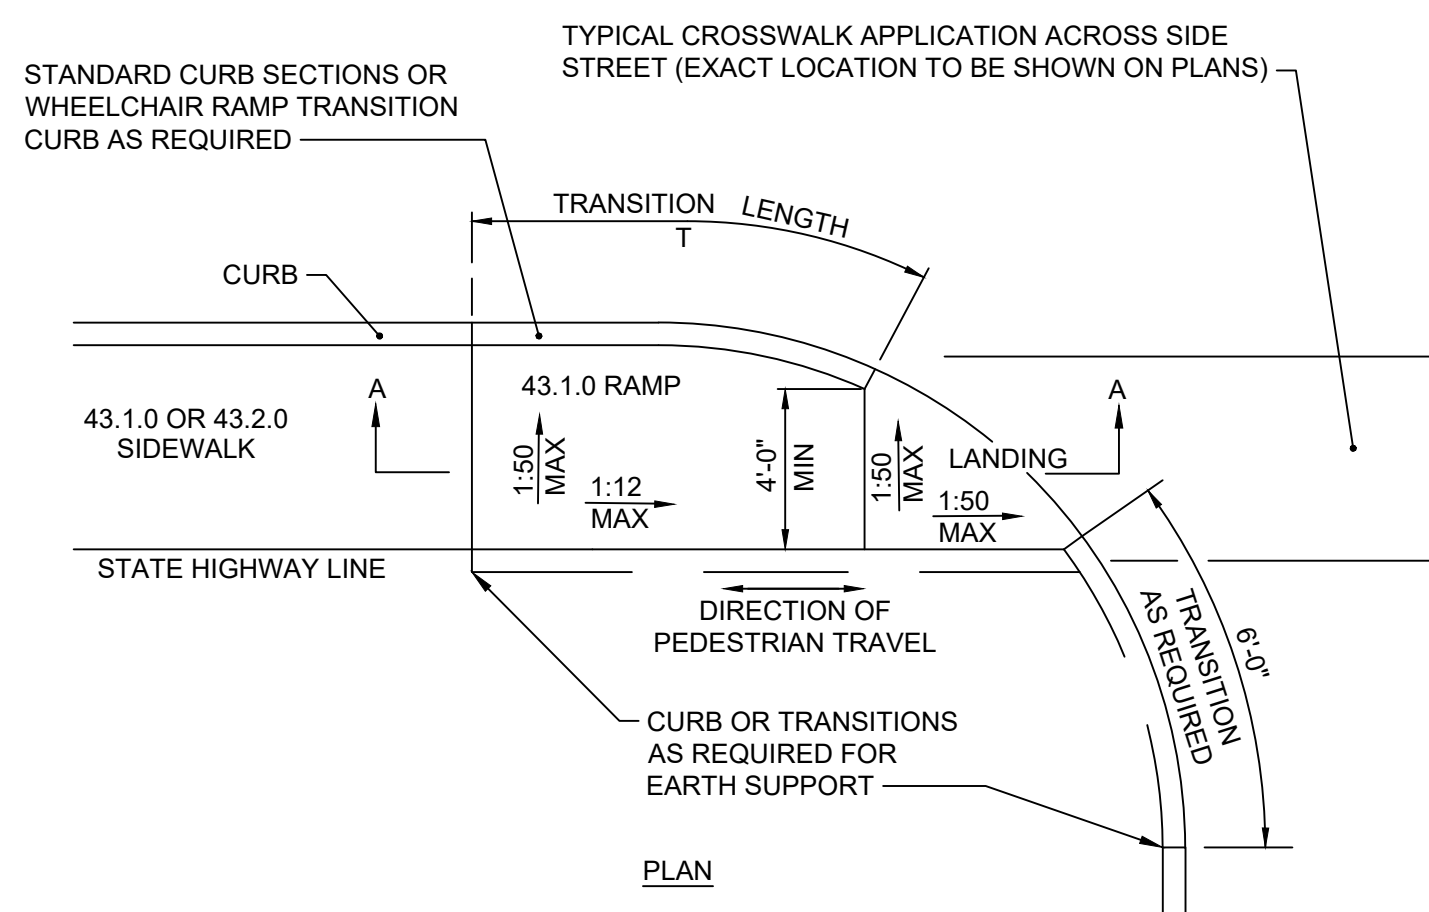 TYPICAL CROSSWALK APPLICATION ACROSS SIDE
STREET (EXACT LOCATION TO BE SHOWN ON PLANS)
STANDARD CURB SECTIONS OR
WHEELCHAIR RAMP TRANSITION
CURB AS REQUIRED
TRANSITION LENGTH
T
CURB
43.1.0 RAMP
A
A
43.1.0 OR 43.2.0
SIDEWALK
1:50
MAX
1:12
MAX
4'-0"
MIN
1:50
MAX
LANDING
1:50
MAX
STATE HIGHWAY LINE
DIRECTION OF
PEDESTRIAN TRAVEL
TRANSITION
AS REQUIRED
6'-0"
CURB OR TRANSITIONS
AS REQUIRED FOR
EARTH SUPPORT
PLAN